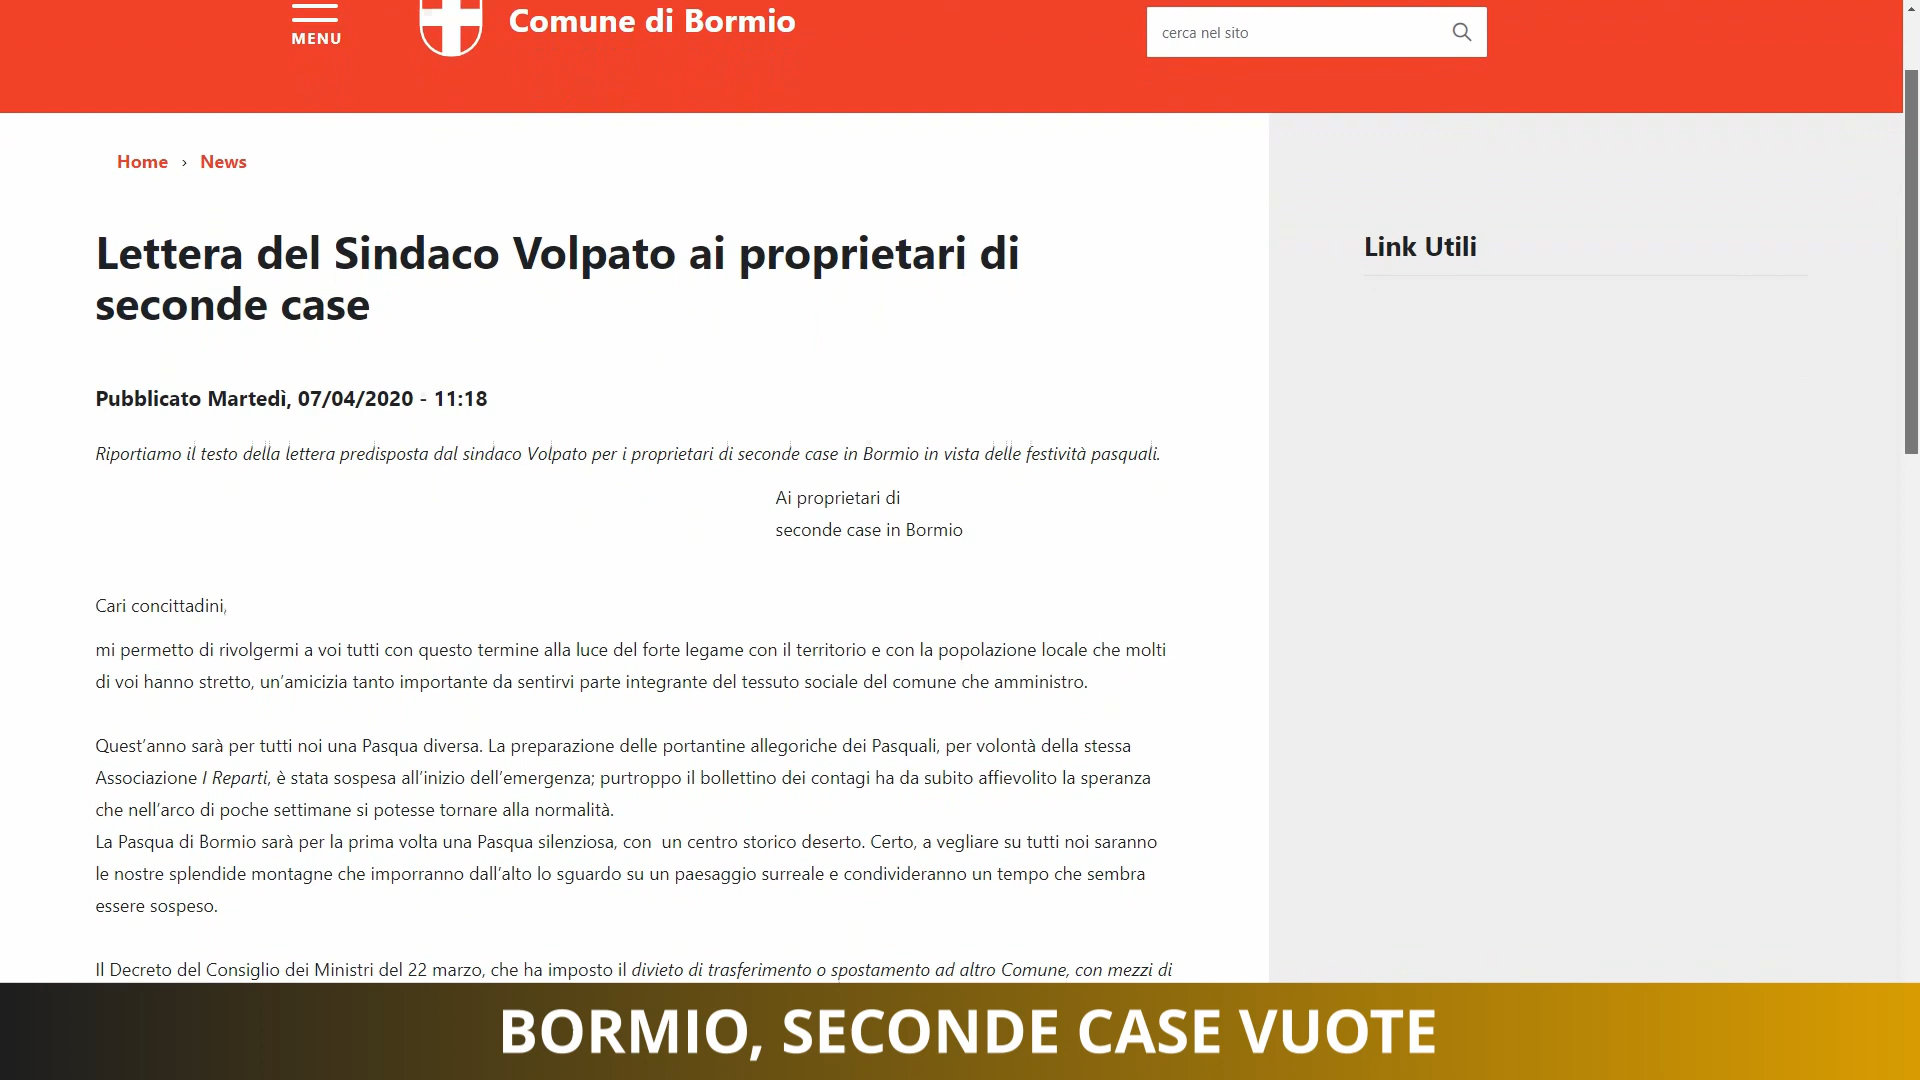 MENU
Comune di Bormio
cerca nel sito
Home › News
Lettera del Sindaco Volpato ai proprietari di
seconde case
Link Utili
Pubblicato Martedì, 07/04/2020 - 11:18
Riportiamo il testo della lettera predisposta dal sindaco Volpato per i proprietari di seconde case in Bormio in vista delle festività pasquali.
Ai proprietari di
seconde case in Bormio
Cari concittadini,
mi permetto di rivolgermi a voi tutti con questo termine alla luce del forte legame con il territorio e con la popolazione locale che molti
di voi hanno stretto, un’amicizia tanto importante da sentirvi parte integrante del tessuto sociale del comune che amministro.
Quest’anno sarà per tutti noi una Pasqua diversa. La preparazione delle portantine allegoriche dei Pasquali, per volontà della stessa
Associazione I Reparti, è stata sospesa all’inizio dell’emergenza; purtroppo il bollettino dei contagi ha da subito affievolito la speranza
che nell’arco di poche settimane si potesse tornare alla normalità.
La Pasqua di Bormio sarà per la prima volta una Pasqua silenziosa, con  un centro storico deserto. Certo, a vegliare su tutti noi saranno
le nostre splendide montagne che imporranno dall’alto lo sguardo su un paesaggio surreale e condivideranno un tempo che sembra
essere sospeso.
Il Decreto del Consiglio dei Ministri del 22 marzo, che ha imposto il divieto di trasferimento o spostamento ad altro Comune, con mezzi di
BORMIO, SECONDE CASE VUOTE